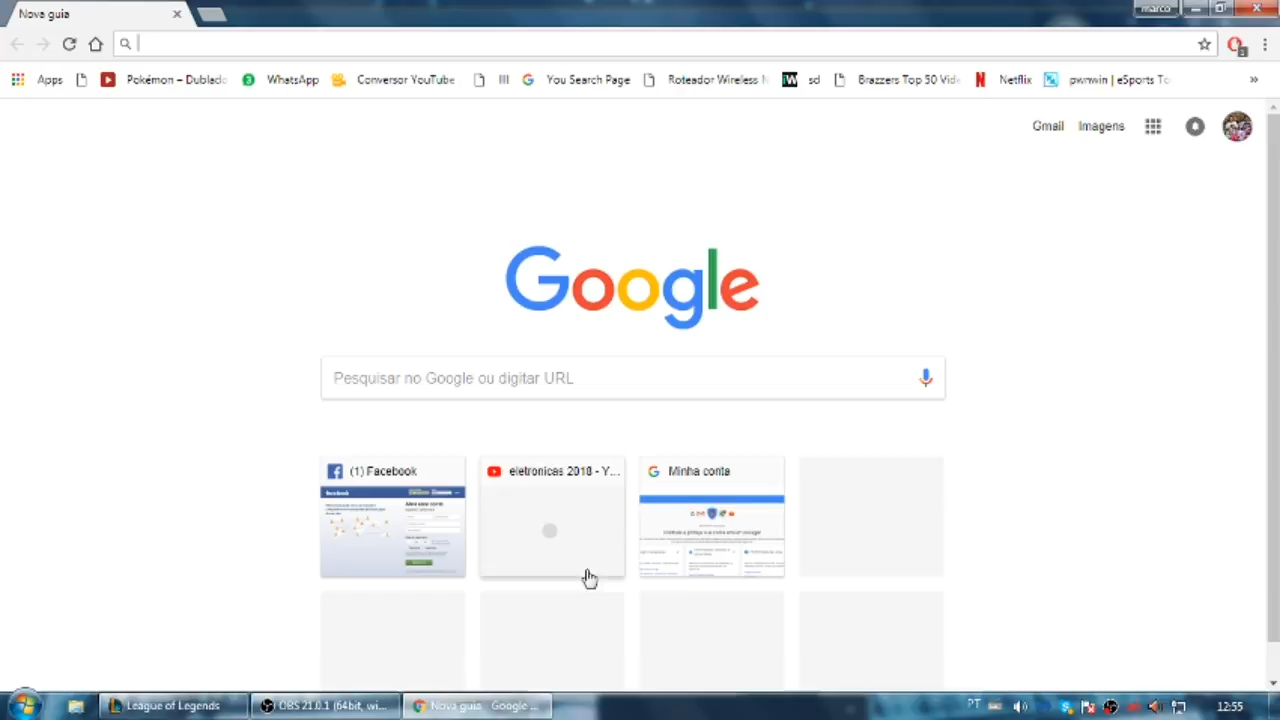 Nova guia
marco
Apps
Pokémon – Dublado
WhatsApp
Conversor YouTube
You Search Page
Roteador Wireless N
sd
Brazzers Top 50 Vide
Netflix
pwnwin | eSports To
Gmail
Imagens
Google
Pesquisar no Google ou digitar URL
(1) Facebook
eletronicas 2018 - Y...
Minha conta
League of Legends
OBS 21.0.1 (64bit, wi...
Nova guia - Google ...
PT
12:55